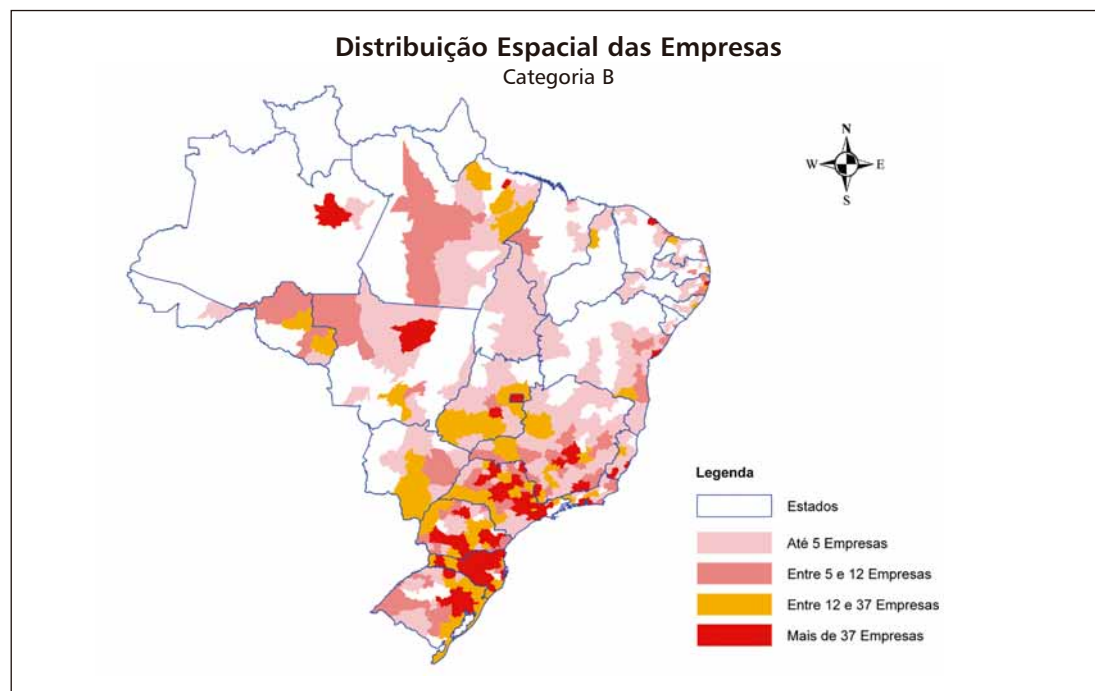 Distribuição Espacial das Empresas
Categoria B
N
W
E
S
Legenda
Estados
Até 5 Empresas
Entre 5 e 12 Empresas
Entre 12 e 37 Empresas
Mais de 37 Empresas